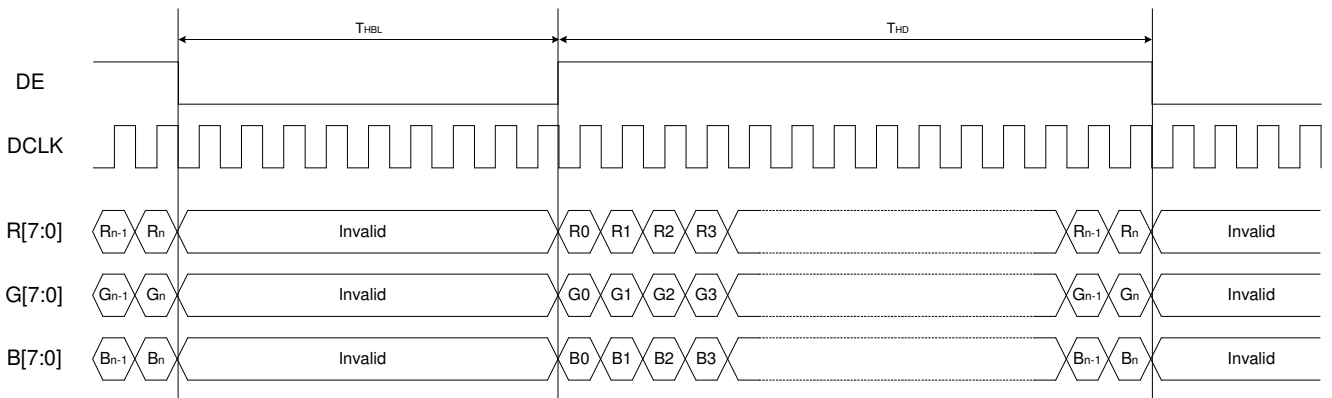 THBL THD
DE
DCLK
R[7:0] Rn-1 Rn Invalid R0 R1 R2 R3 Rn-1 Rn Invalid
G[7:0] Gn-1 Gn Invalid G0 G1 G2 G3 Gn-1 Gn Invalid
B[7:0] Bn-1 Bn Invalid B0 B1 B2 B3 Bn-1 Bn Invalid